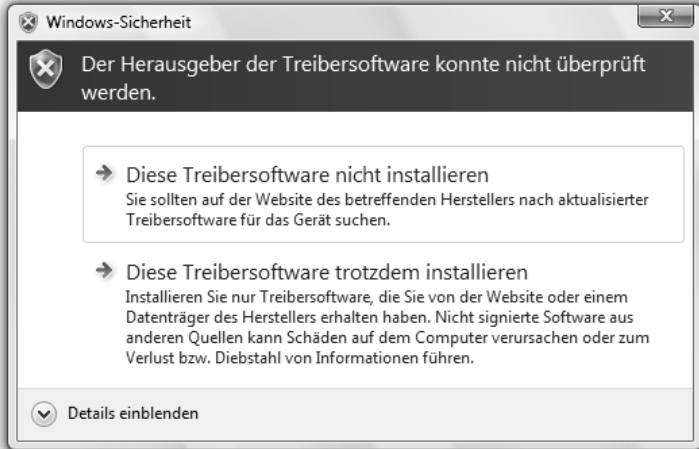 Windows-Sicherheit
Der Herausgeber der Treibersoftware konnte nicht überprüft
werden.
Diese Treibersoftware nicht installieren
Sie sollten auf der Website des betreffenden Herstellers nach aktualisierter
Treibersoftware für das Gerät suchen.
Diese Treibersoftware trotzdem installieren
Installieren Sie nur Treibersoftware, die Sie von der Website oder einem
Datenträger des Herstellers erhalten haben. Nicht signierte Software aus
anderen Quellen kann Schäden auf dem Computer verursachen oder zum
Verlust bzw. Diebstahl von Informationen führen.
Details einblenden